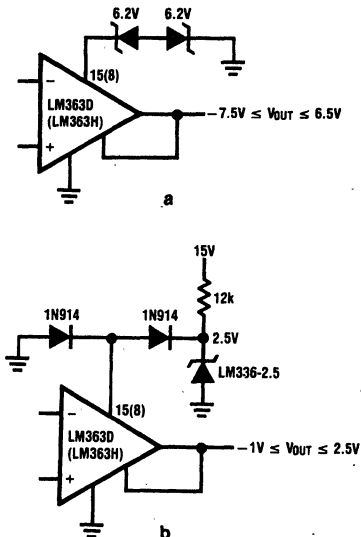 6.2V 6.2V
15(8)
−
LM363D
(LM363H)
+
−7.5V ≤ VOUT ≤ 6.5V
a
15V
12k
1N914 1N914
2.5V
LM336-2.5
15(8)
−
LM363D
(LM363H)
+
−1V ≤ VOUT ≤ 2.5V
b